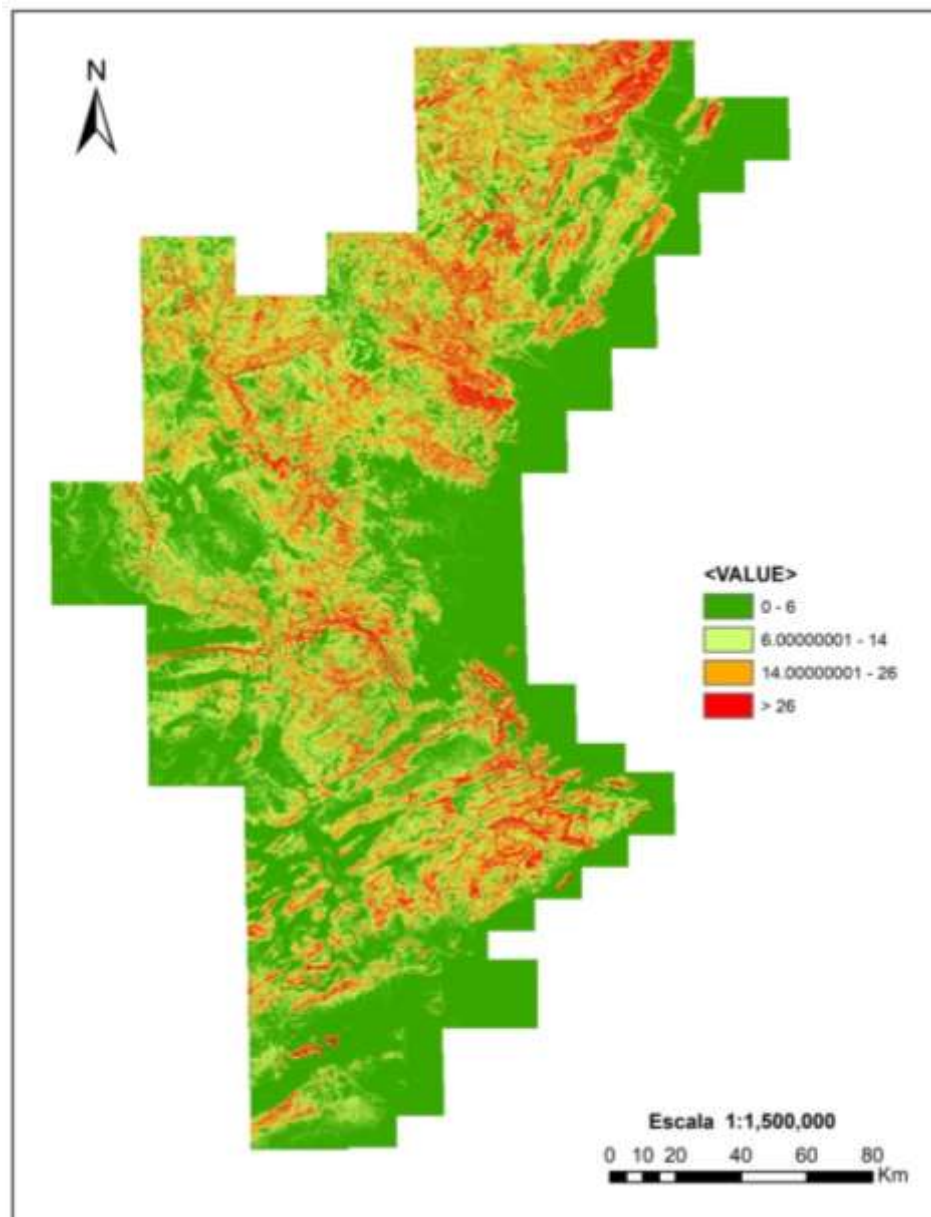 N
<VALUE>
0 - 6
6.00000001 - 14
14.00000001 - 26
> 26
Escala 1:1,500,000
0 10 20 40 60 80
Km